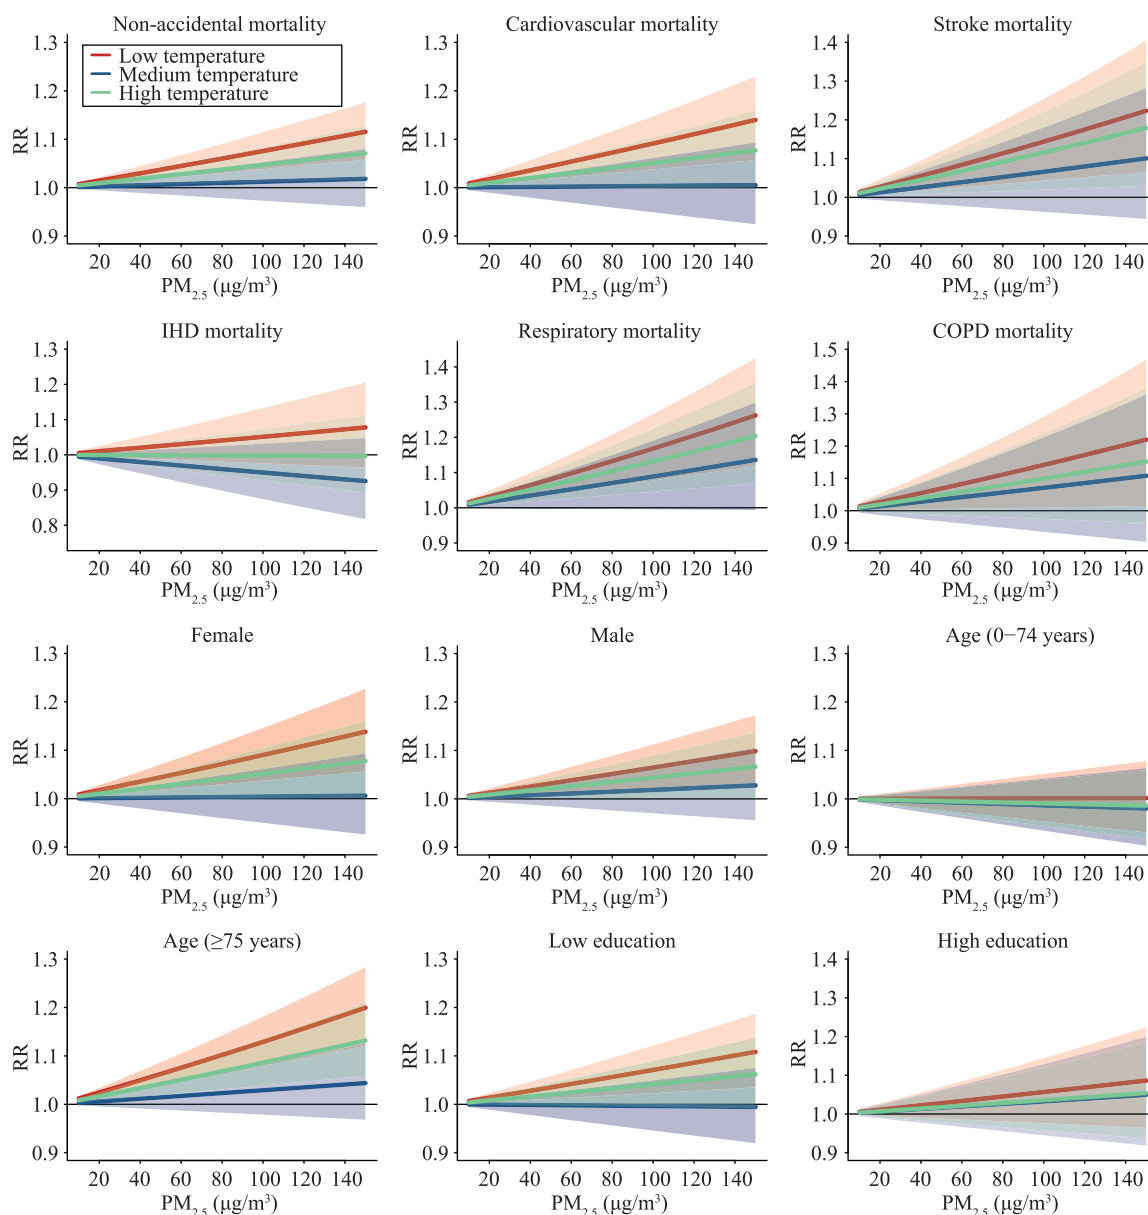 Non-accidental mortality
1.3
1.2
1.1
1.0
0.9
RR
Low temperature
Medium temperature
High temperature
20 40 60 80 100 120 140
PM2.5 (μg/m³)
Cardiovascular mortality
1.3
1.2
1.1
1.0
0.9
RR
20 40 60 80 100 120 140
PM2.5 (μg/m³)
Stroke mortality
1.4
1.3
1.2
1.1
1.0
0.9
RR
20 40 60 80 100 120 140
PM2.5 (μg/m³)
IHD mortality
1.3
1.2
1.1
1.0
0.9
0.8
RR
20 40 60 80 100 120 140
PM2.5 (μg/m³)
Respiratory mortality
1.4
1.3
1.2
1.1
1.0
0.9
RR
20 40 60 80 100 120 140
PM2.5 (μg/m³)
COPD mortality
1.5
1.4
1.3
1.2
1.1
1.0
0.9
RR
20 40 60 80 100 120 140
PM2.5 (μg/m³)
Female
1.3
1.2
1.1
1.0
0.9
RR
20 40 60 80 100 120 140
PM2.5 (μg/m³)
Male
1.3
1.2
1.1
1.0
0.9
RR
20 40 60 80 100 120 140
PM2.5 (μg/m³)
Age (0−74 years)
1.3
1.2
1.1
1.0
0.9
RR
20 40 60 80 100 120 140
PM2.5 (μg/m³)
Age (≥75 years)
1.3
1.2
1.1
1.0
0.9
RR
20 40 60 80 100 120 140
PM2.5 (μg/m³)
Low education
1.3
1.2
1.1
1.0
0.9
RR
20 40 60 80 100 120 140
PM2.5 (μg/m³)
High education
1.4
1.3
1.2
1.1
1.0
0.9
RR
20 40 60 80 100 120 140
PM2.5 (μg/m³)